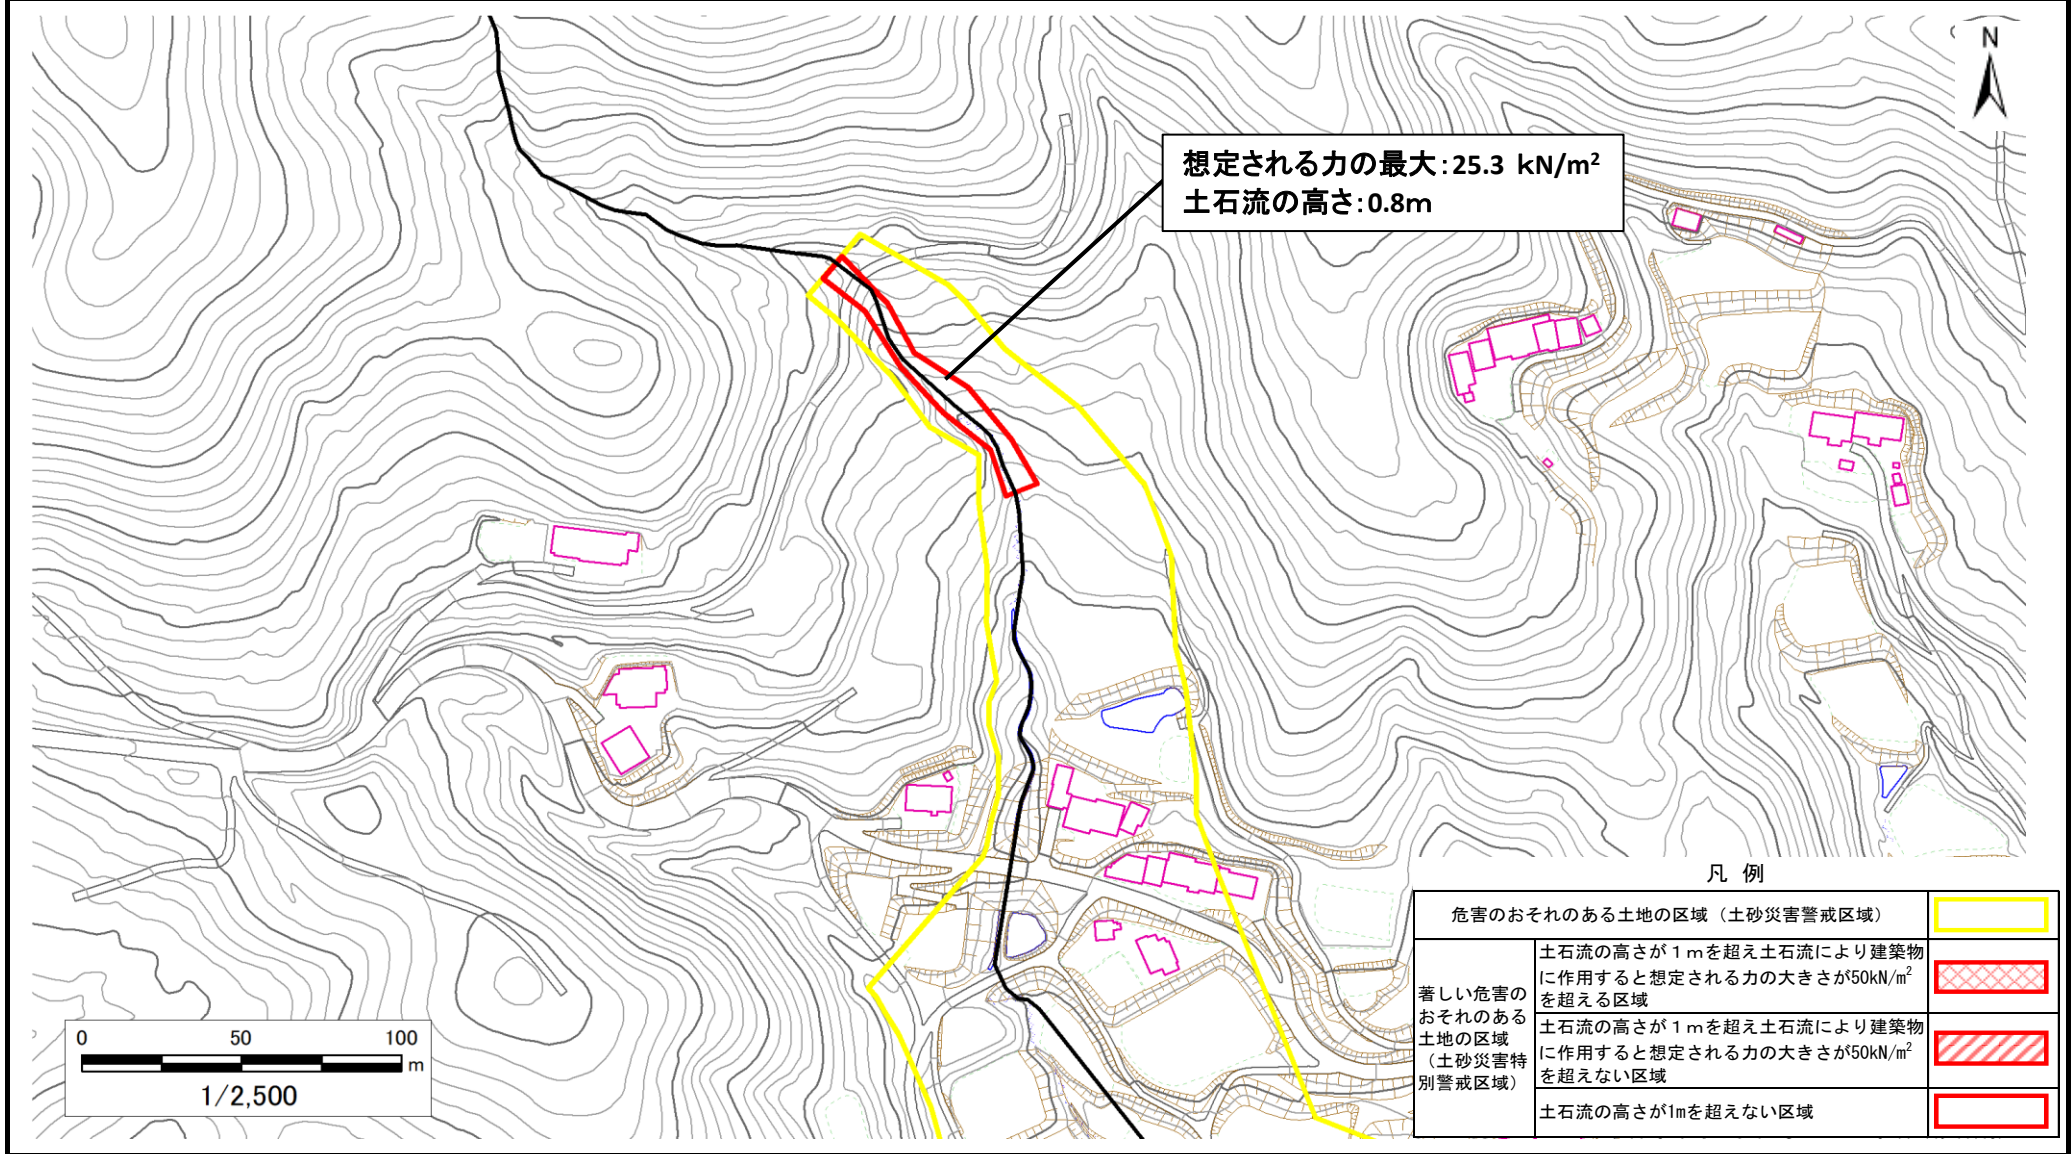 N
想定される力の最大:25.3 kN/m²
土石流の高さ:0.8m
凡 例
危害のおそれのある土地の区域（土砂災害警戒区域）
著しい危害の
おそれのある
土地の区域
（土砂災害特
別警戒区域）
土石流の高さが１ｍを超え土石流により建築物
に作用すると想定される力の大きさが50kN/㎡
を超える区域
土石流の高さが１ｍを超え土石流により建築物
に作用すると想定される力の大きさが50kN/㎡
を超えない区域
土石流の高さが1mを超えない区域
0 50 100
m
1/2,500